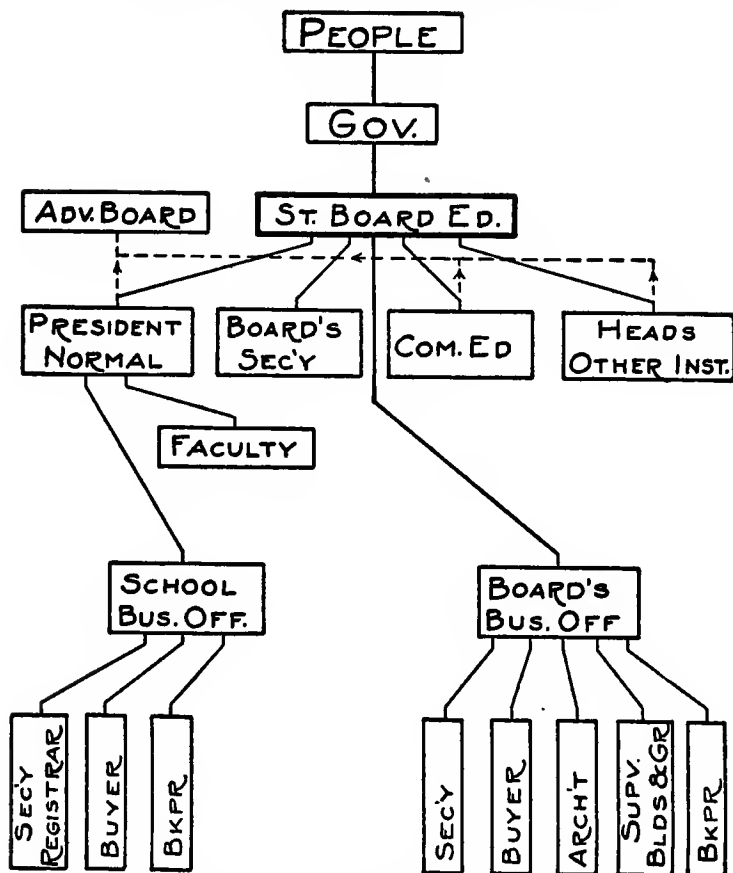 PEOPLE
GOV.
ADV. BOARD
ST. BOARD ED.
PRESIDENT
NORMAL
BOARD'S
SEC'Y
COM. ED
HEADS
OTHER INST.
FACULTY
SCHOOL
BUS. OFF.
BOARD'S
BUS. OFF
SEC'Y
REGISTRAR
BUYER
BKPR
SEC'Y
BUYER
ARCH'T
SUPV.
BLDS & GR
BKPR